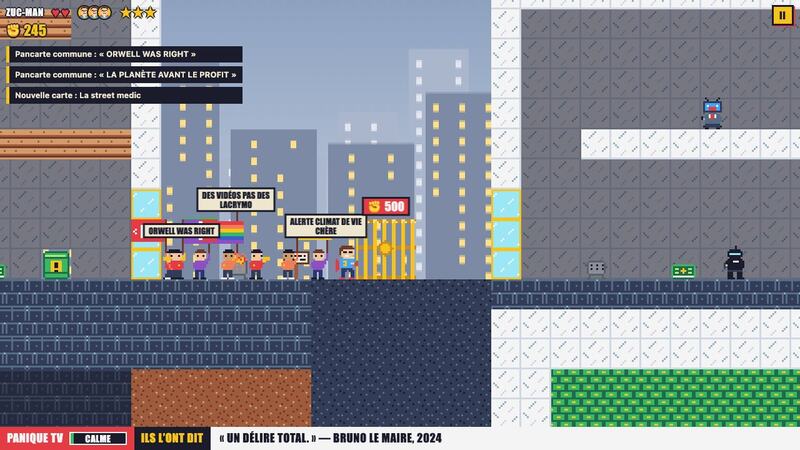 ZUC-MAN
245
Pancarte commune : « ORWELL WAS RIGHT »
Pancarte commune : « LA PLANÈTE AVANT LE PROFIT »
Nouvelle carte : La street medic
DES VIDÉOS PAS DES
LACRYMO
500
ORWELL WAS RIGHT
ALERTE CLIMAT DE VIE
CHÈRE
PANIQUE TV
CALME
ILS L'ONT DIT
« UN DÉLIRE TOTAL. » — BRUNO LE MAIRE, 2024